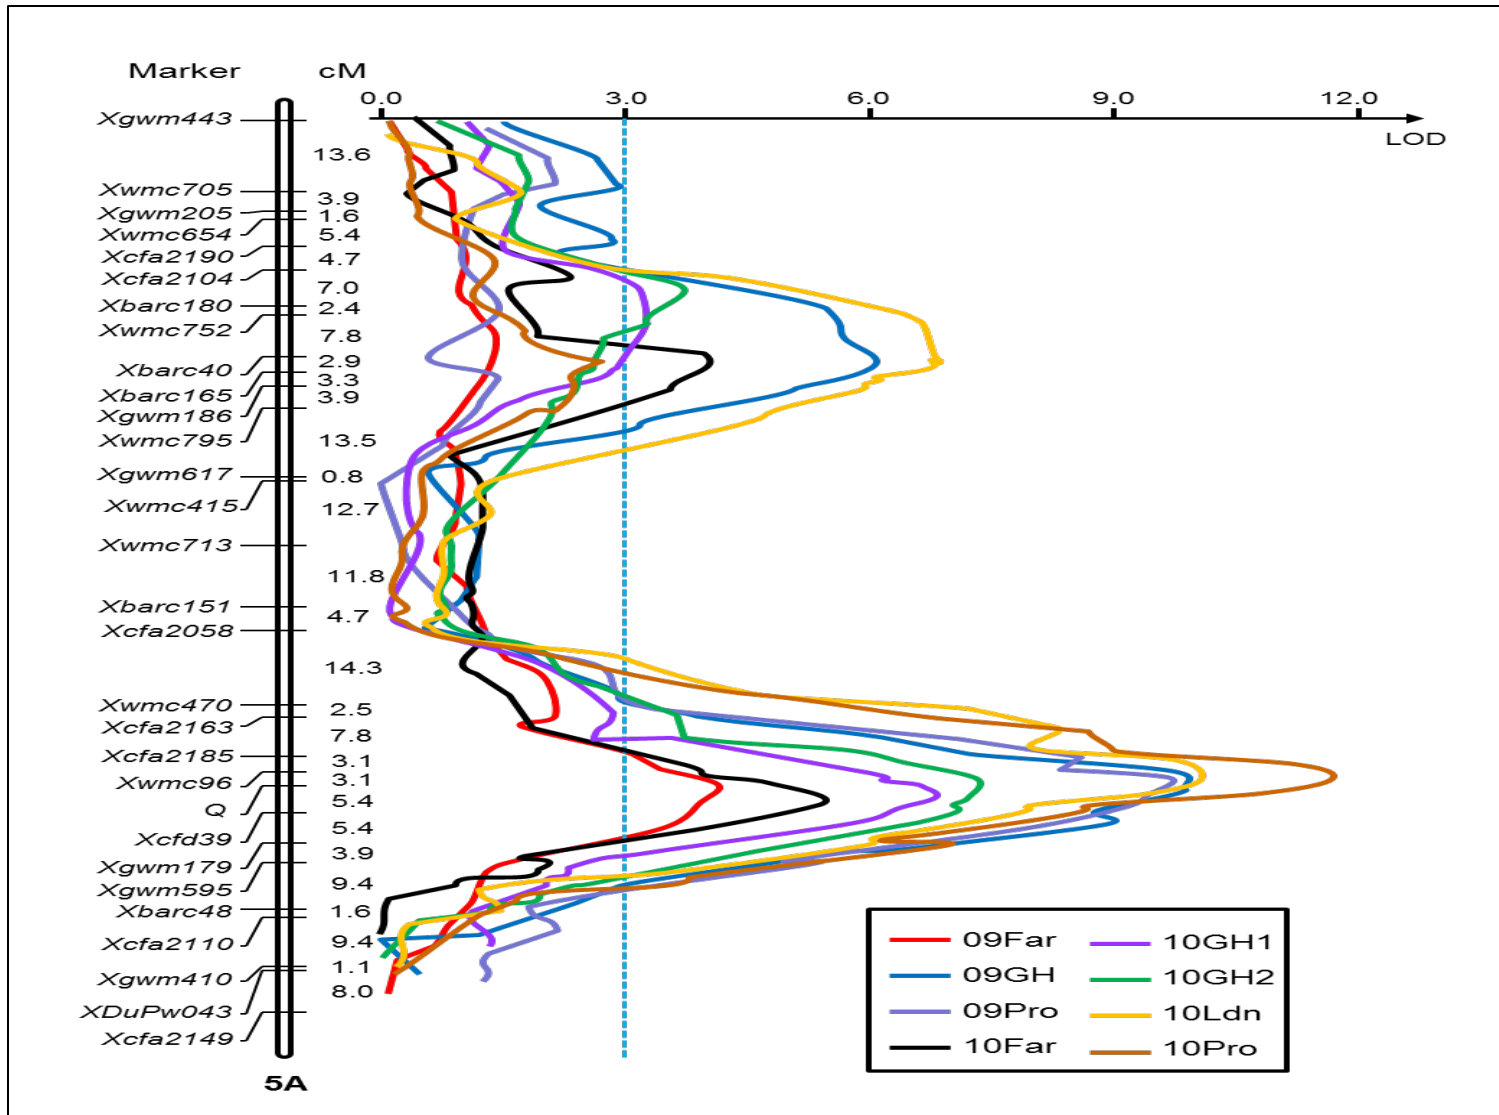 Marker cM
0.0 3.0 6.0 9.0 12.0
LOD
Xgwm443
13.6
Xwmc705
3.9
Xgwm205
1.6
Xwmc654
5.4
Xcfa2190
4.7
Xcfa2104
7.0
Xbarc180
2.4
Xwmc752
7.8
Xbarc40
2.9
3.3
Xbarc165
3.9
Xgwm186
Xwmc795
13.5
Xgwm617
0.8
Xwmc415
12.7
Xwmc713
11.8
Xbarc151
4.7
Xcfa2058
14.3
Xwmc470
2.5
Xcfa2163
7.8
Xcfa2185
3.1
Xwmc96
3.1
Q
5.4
Xcfd39
5.4
3.9
Xgwm179
9.4
Xgwm595
Xbarc48
1.6
Xcfa2110
9.4
1.1
Xgwm410
8.0
XDuPw043
Xcfa2149
5A
09Far 10GH1
09GH 10GH2
09Pro 10Ldn
10Far 10Pro